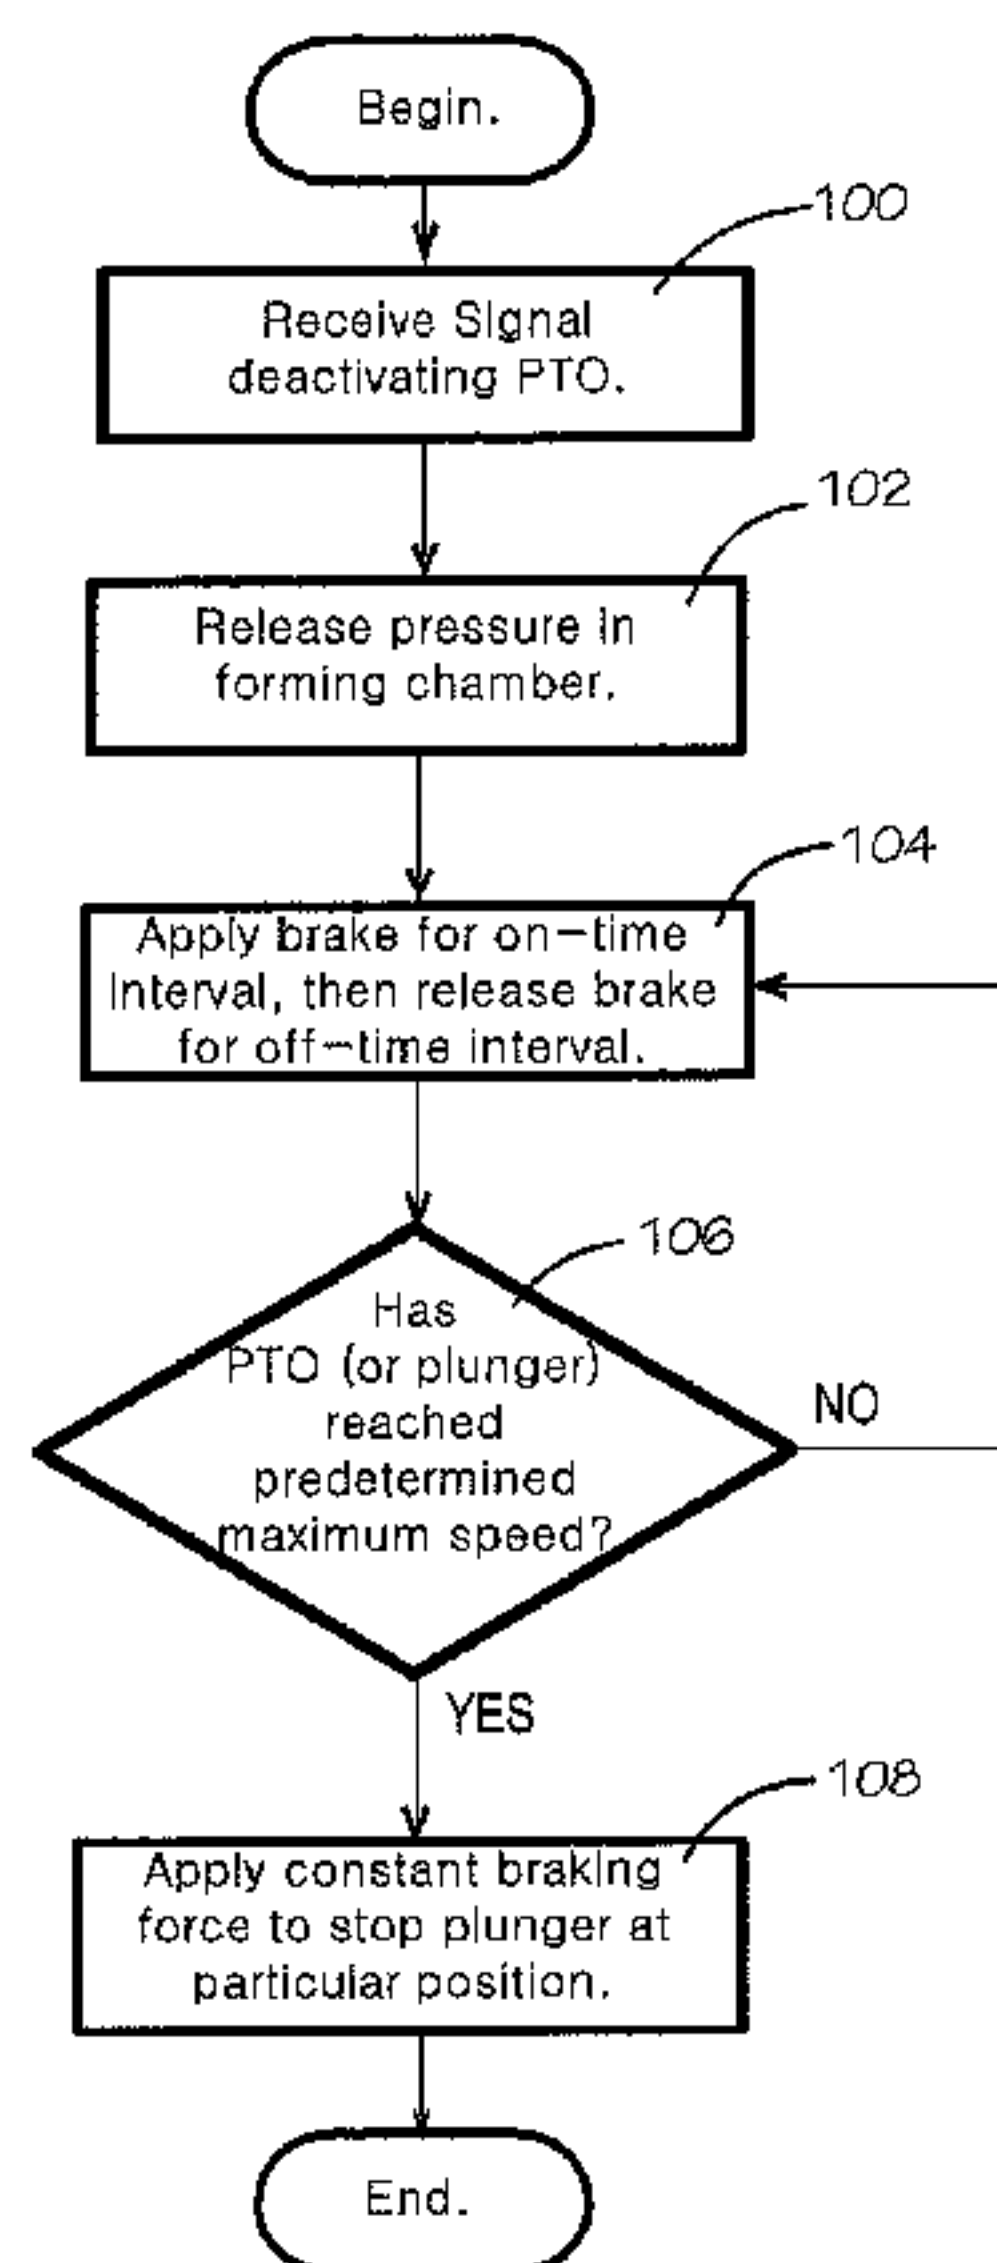 Begin.
100
Receive Signal
deactivating PTO.
102
Release pressure in
forming chamber.
104
Apply brake for on-time
interval, then release brake
for off-time interval.
106
Has
PTO (or plunger)
reached
predetermined
maximum speed?
NO
YES
108
Apply constant braking
force to stop plunger at
particular position.
End.